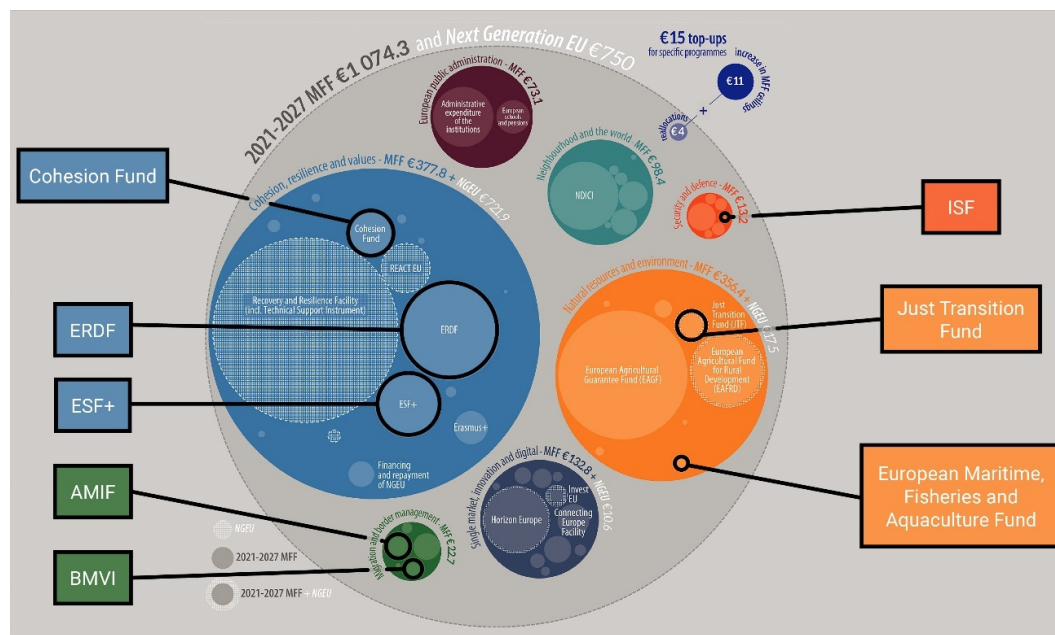 2021-2027 MFF €1 074.3 and Next Generation EU €750
€15 top-ups
for specific programmes
increase in MFF ceilings
€11
+
reallocations
€4
European public administration - MFF €73.1
Administrative
expenditure
of the
institutions
European
schools
and pensions
Neighbourhood and the world - MFF €98.4
NDICI
Security and defence - MFF €13.2
ISF
Cohesion Fund
Cohesion, resilience and values - MFF €377.8 + NGEU €721.9
Cohesion
Fund
REACT EU
Recovery and Resilience Facility
(incl. Technical Support Instrument)
ERDF
ERDF
ESF+
ESF+
Erasmus+
Financing
and repayment
of NGEU
Natural resources and environment - MFF €356.4 + NGEU €17.5
Just
Transition
Fund (JTF)
Just Transition
Fund
European Agricultural
Guarantee Fund (EAGF)
European
Agricultural Fund
for Rural
Development
(EAFRD)
European Maritime,
Fisheries and
Aquaculture Fund
Single market, innovation and digital - MFF €132.8 + NGEU €10.6
Horizon Europe
Invest
EU
Connecting
Europe
Facility
AMIF
BMVI
Migration and border management - MFF €22.7
NGEU
2021-2027 MFF
2021-2027 MFF + NGEU